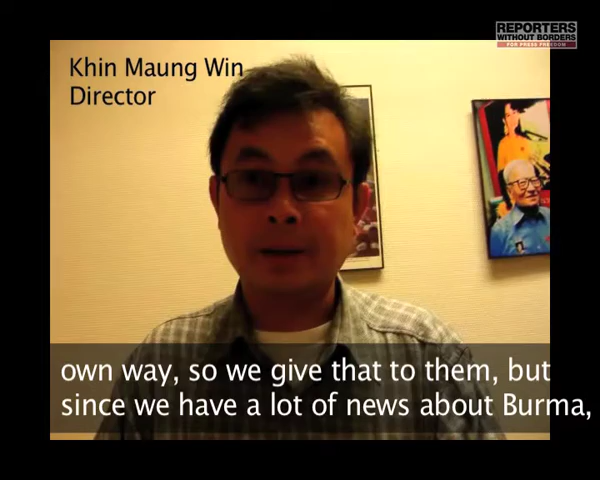 REPORTERS
WITHOUT BORDERS
FOR PRESS FREEDOM
Khin Maung Win
Director
own way, so we give that to them, but
since we have a lot of news about Burma,